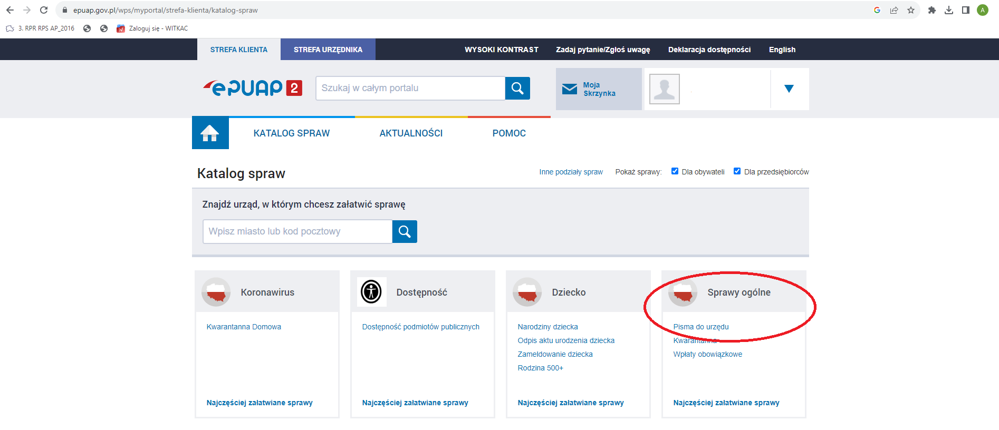 epuap.gov.pl/wps/myportal/strefa-klienta/katalog-spraw
A
3. RPR RPS AP_2016
Zaloguj się - WITKAC
STREFA KLIENTA
STREFA URZĘDNIKA
WYSOKI KONTRAST
Zadaj pytanie/Zgłoś uwagę
Deklaracja dostępności
English
ePUAP 2
Szukaj w całym portalu
Moja
Skrzynka
KATALOG SPRAW
AKTUALNOŚCI
POMOC
Katalog spraw
Inne podziały spraw
Pokaż sprawy:
Dla obywateli
Dla przedsiębiorców
Znajdź urząd, w którym chcesz załatwić sprawę
Wpisz miasto lub kod pocztowy
Koronawirus
Kwarantanna Domowa
Najczęściej załatwiane sprawy
Dostępność
Dostępność podmiotów publicznych
Najczęściej załatwiane sprawy
Dziecko
Narodziny dziecka
Odpis aktu urodzenia dziecka
Zameldowanie dziecka
Rodzina 500+
Najczęściej załatwiane sprawy
Sprawy ogólne
Pisma do urzędu
Kwarantanna
Wpłaty obowiązkowe
Najczęściej załatwiane sprawy